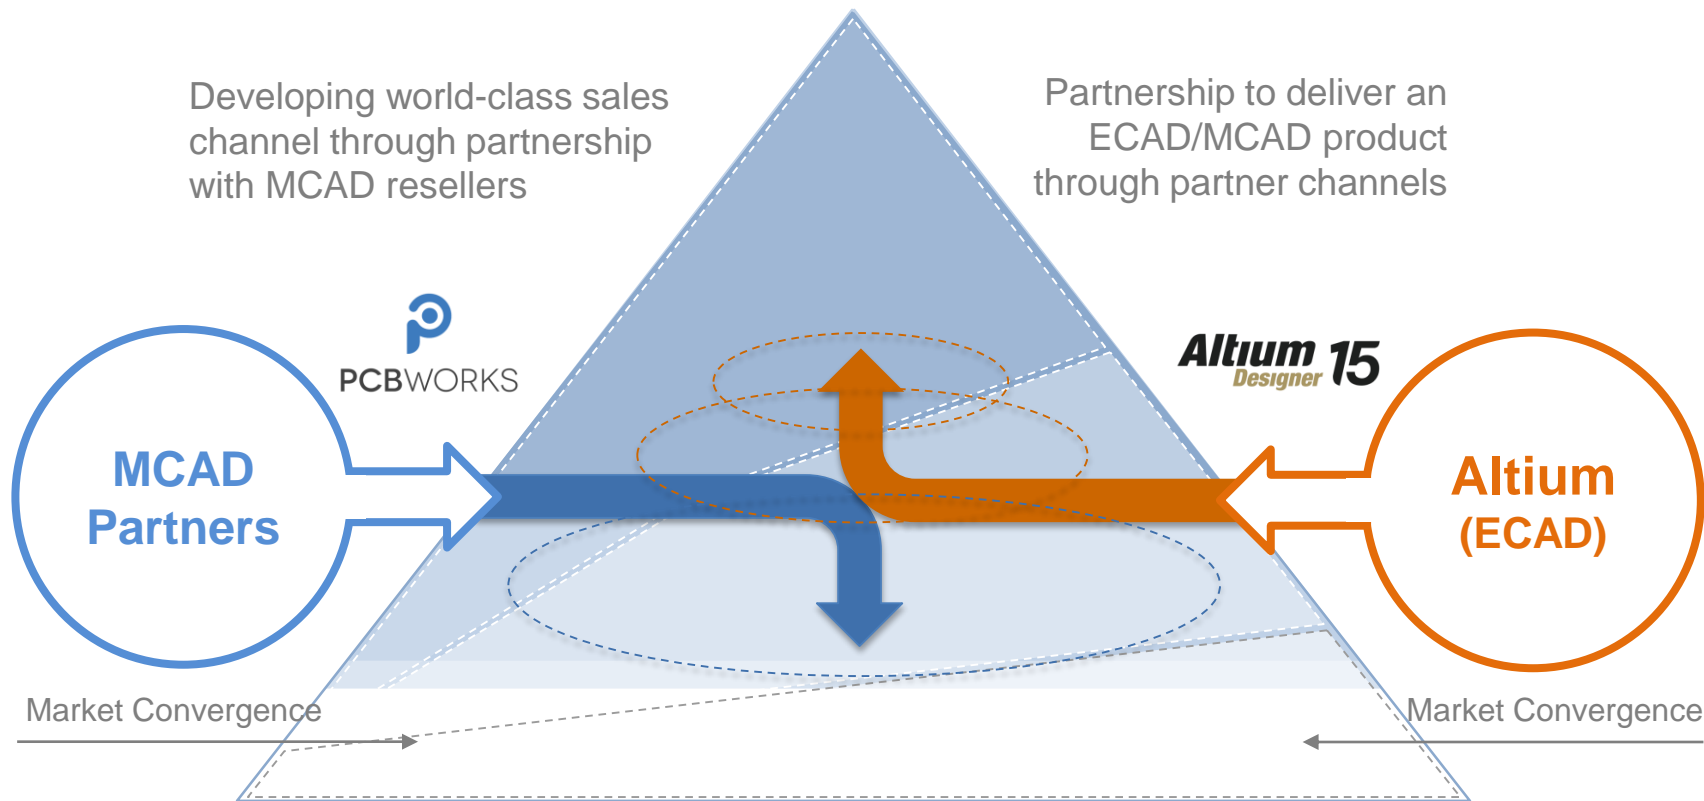 Developing world-class sales
channel through partnership
with MCAD resellers
Partnership to deliver an
ECAD/MCAD product
through partner channels
PCBWORKS
Altium
Designer
15
MCAD
Partners
Altium
(ECAD)
Market Convergence
Market Convergence